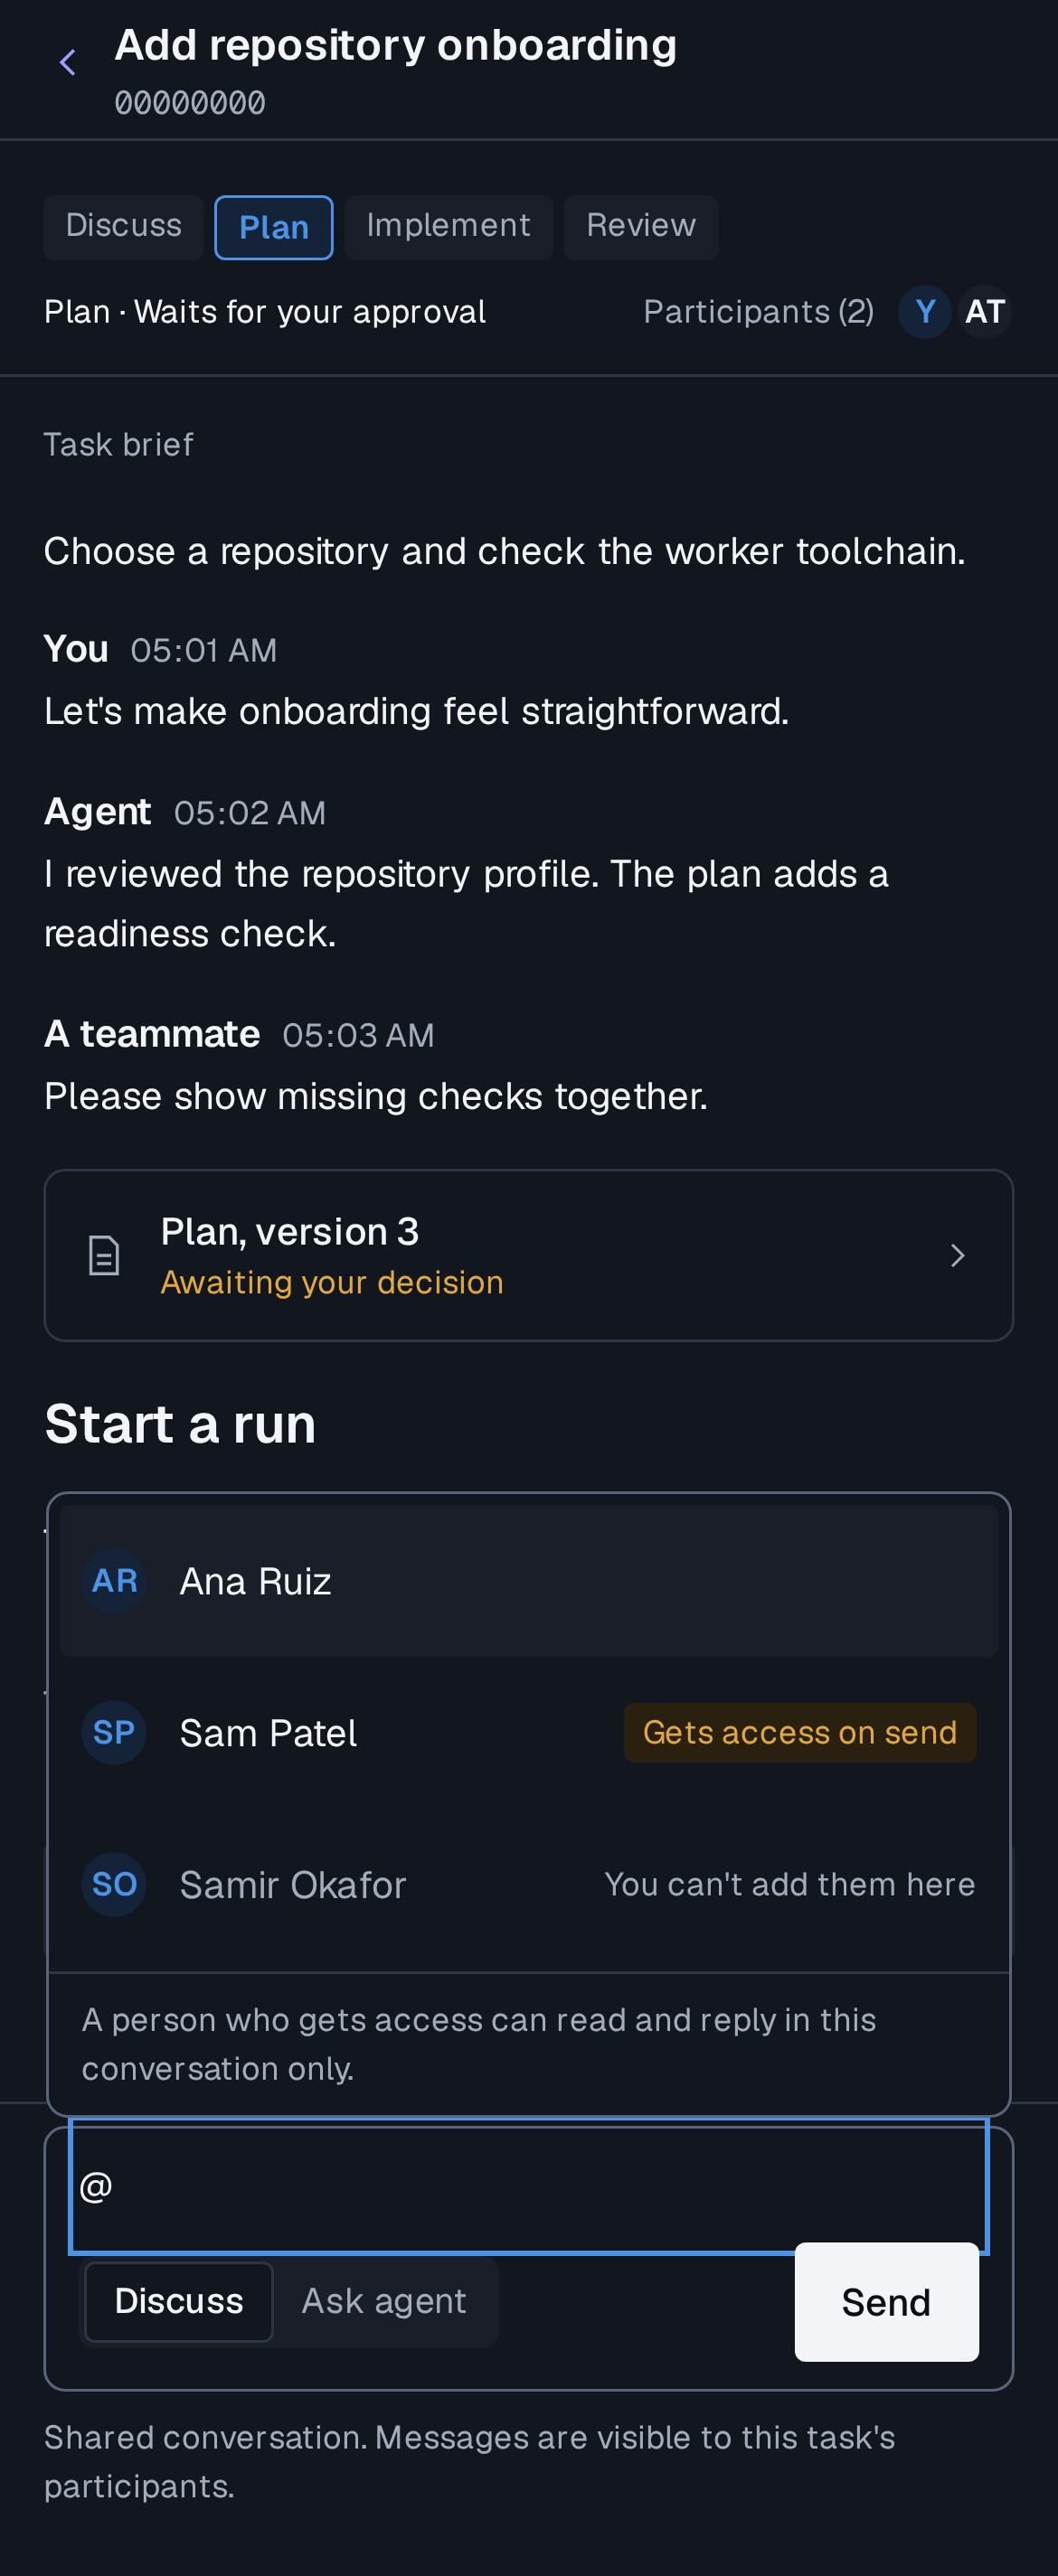 Add repository onboarding
00000000
Discuss Plan Implement Review
Plan · Waits for your approval Participants (2) Y AT
Task brief
Choose a repository and check the worker toolchain.
You 05:01 AM
Let's make onboarding feel straightforward.
Agent 05:02 AM
I reviewed the repository profile. The plan adds a
readiness check.
A teammate 05:03 AM
Please show missing checks together.
Plan, version 3
Awaiting your decision
Start a run
AR Ana Ruiz
SP Sam Patel Gets access on send
SO Samir Okafor You can't add them here
A person who gets access can read and reply in this
conversation only.
@
Discuss Ask agent Send
Shared conversation. Messages are visible to this task's
participants.